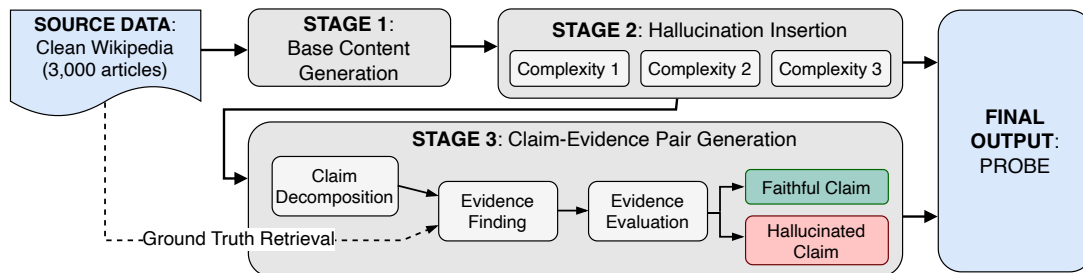 SOURCE DATA:
Clean Wikipedia
(3,000 articles)
STAGE 1:
Base Content
Generation
STAGE 2: Hallucination Insertion
Complexity 1
Complexity 2
Complexity 3
STAGE 3: Claim-Evidence Pair Generation
Claim
Decomposition
Evidence
Finding
Evidence
Evaluation
Faithful Claim
Hallucinated
Claim
Ground Truth Retrieval
FINAL
OUTPUT:
PROBE